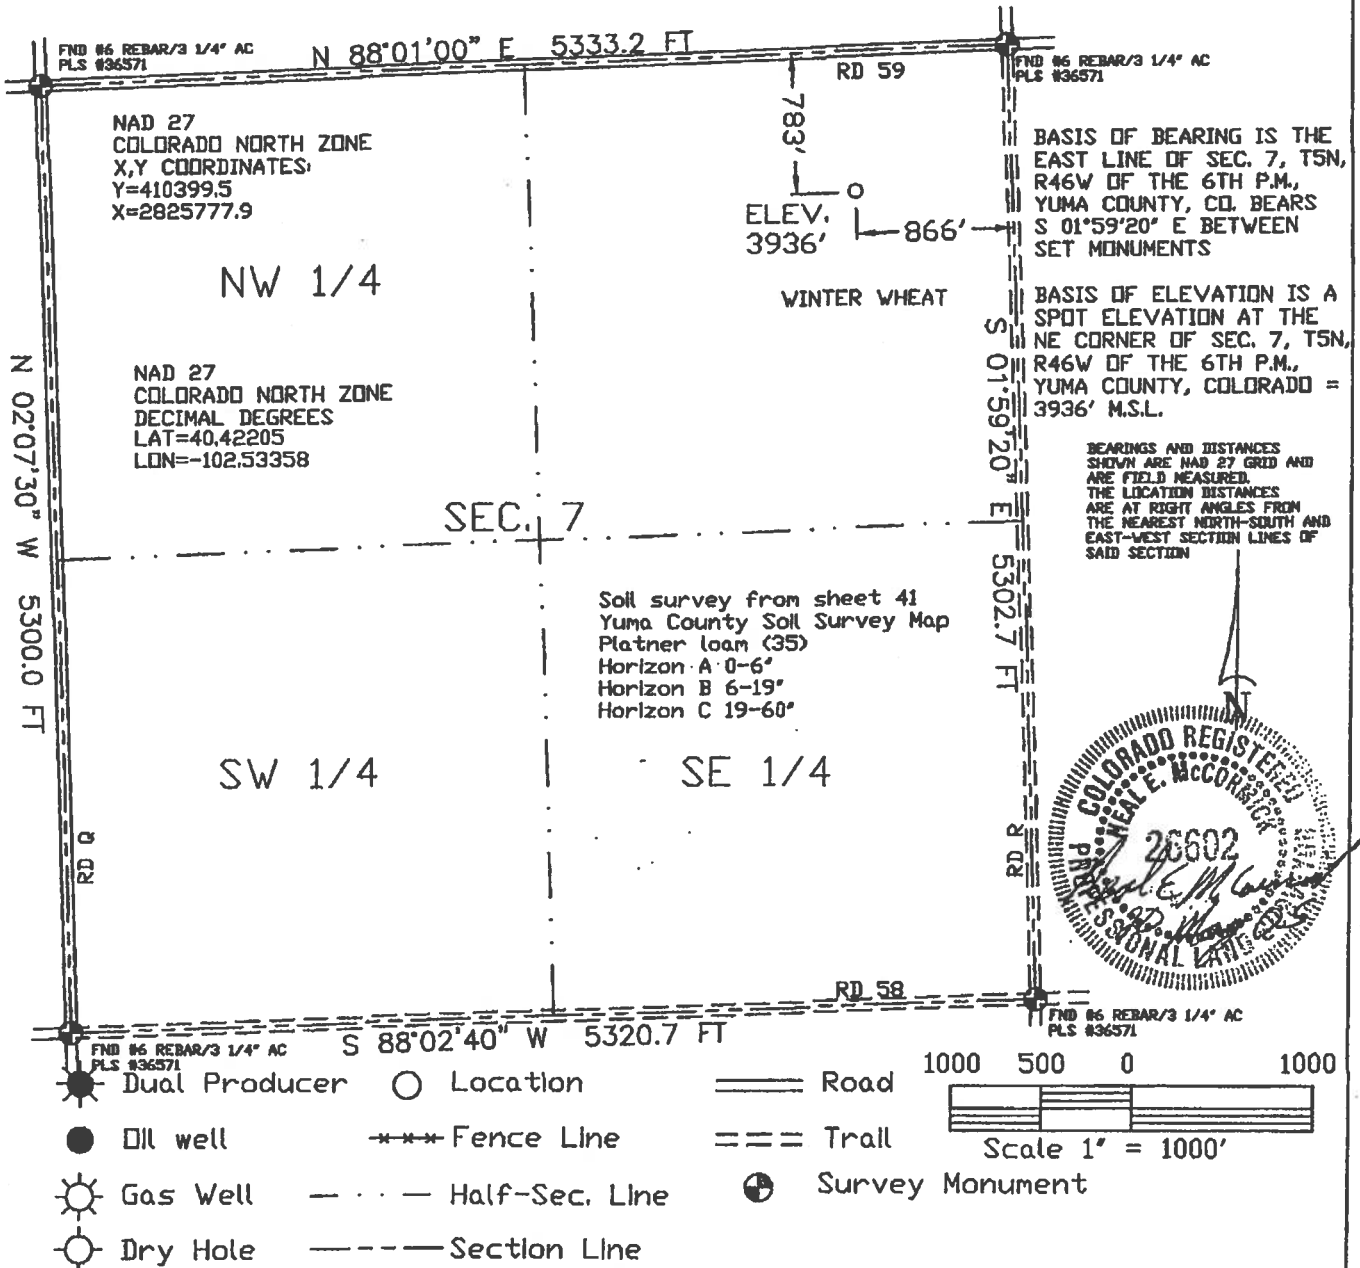 FND #6 REBAR/3 1/4" AC
PLS #36571
N 88°01'00" E 5333.2 FT
RD 59
FND #6 REBAR/3 1/4" AC
PLS #36571
NAD 27
COLORADO NORTH ZONE
X,Y COORDINATES:
Y=410399.5
X=2825777.9
783'
ELEV.
3936'
866'
BASIS OF BEARING IS THE
EAST LINE OF SEC. 7, T5N,
R46W OF THE 6TH P.M.,
YUMA COUNTY, CO. BEARS
S 01°59'20" E BETWEEN
SET MONUMENTS
NW 1/4
WINTER WHEAT
BASIS OF ELEVATION IS A
SPOT ELEVATION AT THE
NE CORNER OF SEC. 7, T5N,
R46W OF THE 6TH P.M.,
YUMA COUNTY, COLORADO =
3936' M.S.L.
N 02°07'30" W 5300.0 FT
NAD 27
COLORADO NORTH ZONE
DECIMAL DEGREES
LAT=40.42205
LON=-102.53358
S 01°59'20" E 5302.7 FT
BEARINGS AND DISTANCES
SHOWN ARE NAD 27 GRID AND
ARE FIELD MEASURED.
THE LOCATION DISTANCES
ARE AT RIGHT ANGLES FROM
THE NEAREST NORTH-SOUTH AND
EAST-WEST SECTION LINES OF
SAID SECTION
SEC. 7
Soil survey from sheet 41
Yuma County Soil Survey Map
Platner loam (35)
Horizon A 0-6"
Horizon B 6-19"
Horizon C 19-60"
N
SW 1/4
SE 1/4
COLORADO REGISTERED
NEAL E. McCORMICK
26602
PROFESSIONAL LAND
RD Q
RD R
RD 58
S 88°02'40" W 5320.7 FT
FND #6 REBAR/3 1/4" AC
PLS #36571
FND #6 REBAR/3 1/4" AC
PLS #36571
Dual Producer
Location
Road
1000 500 0 1000
Oil well
Fence Line
Trail
Scale 1" = 1000'
Gas Well
Half-Sec. Line
Survey Monument
Dry Hole
Section Line